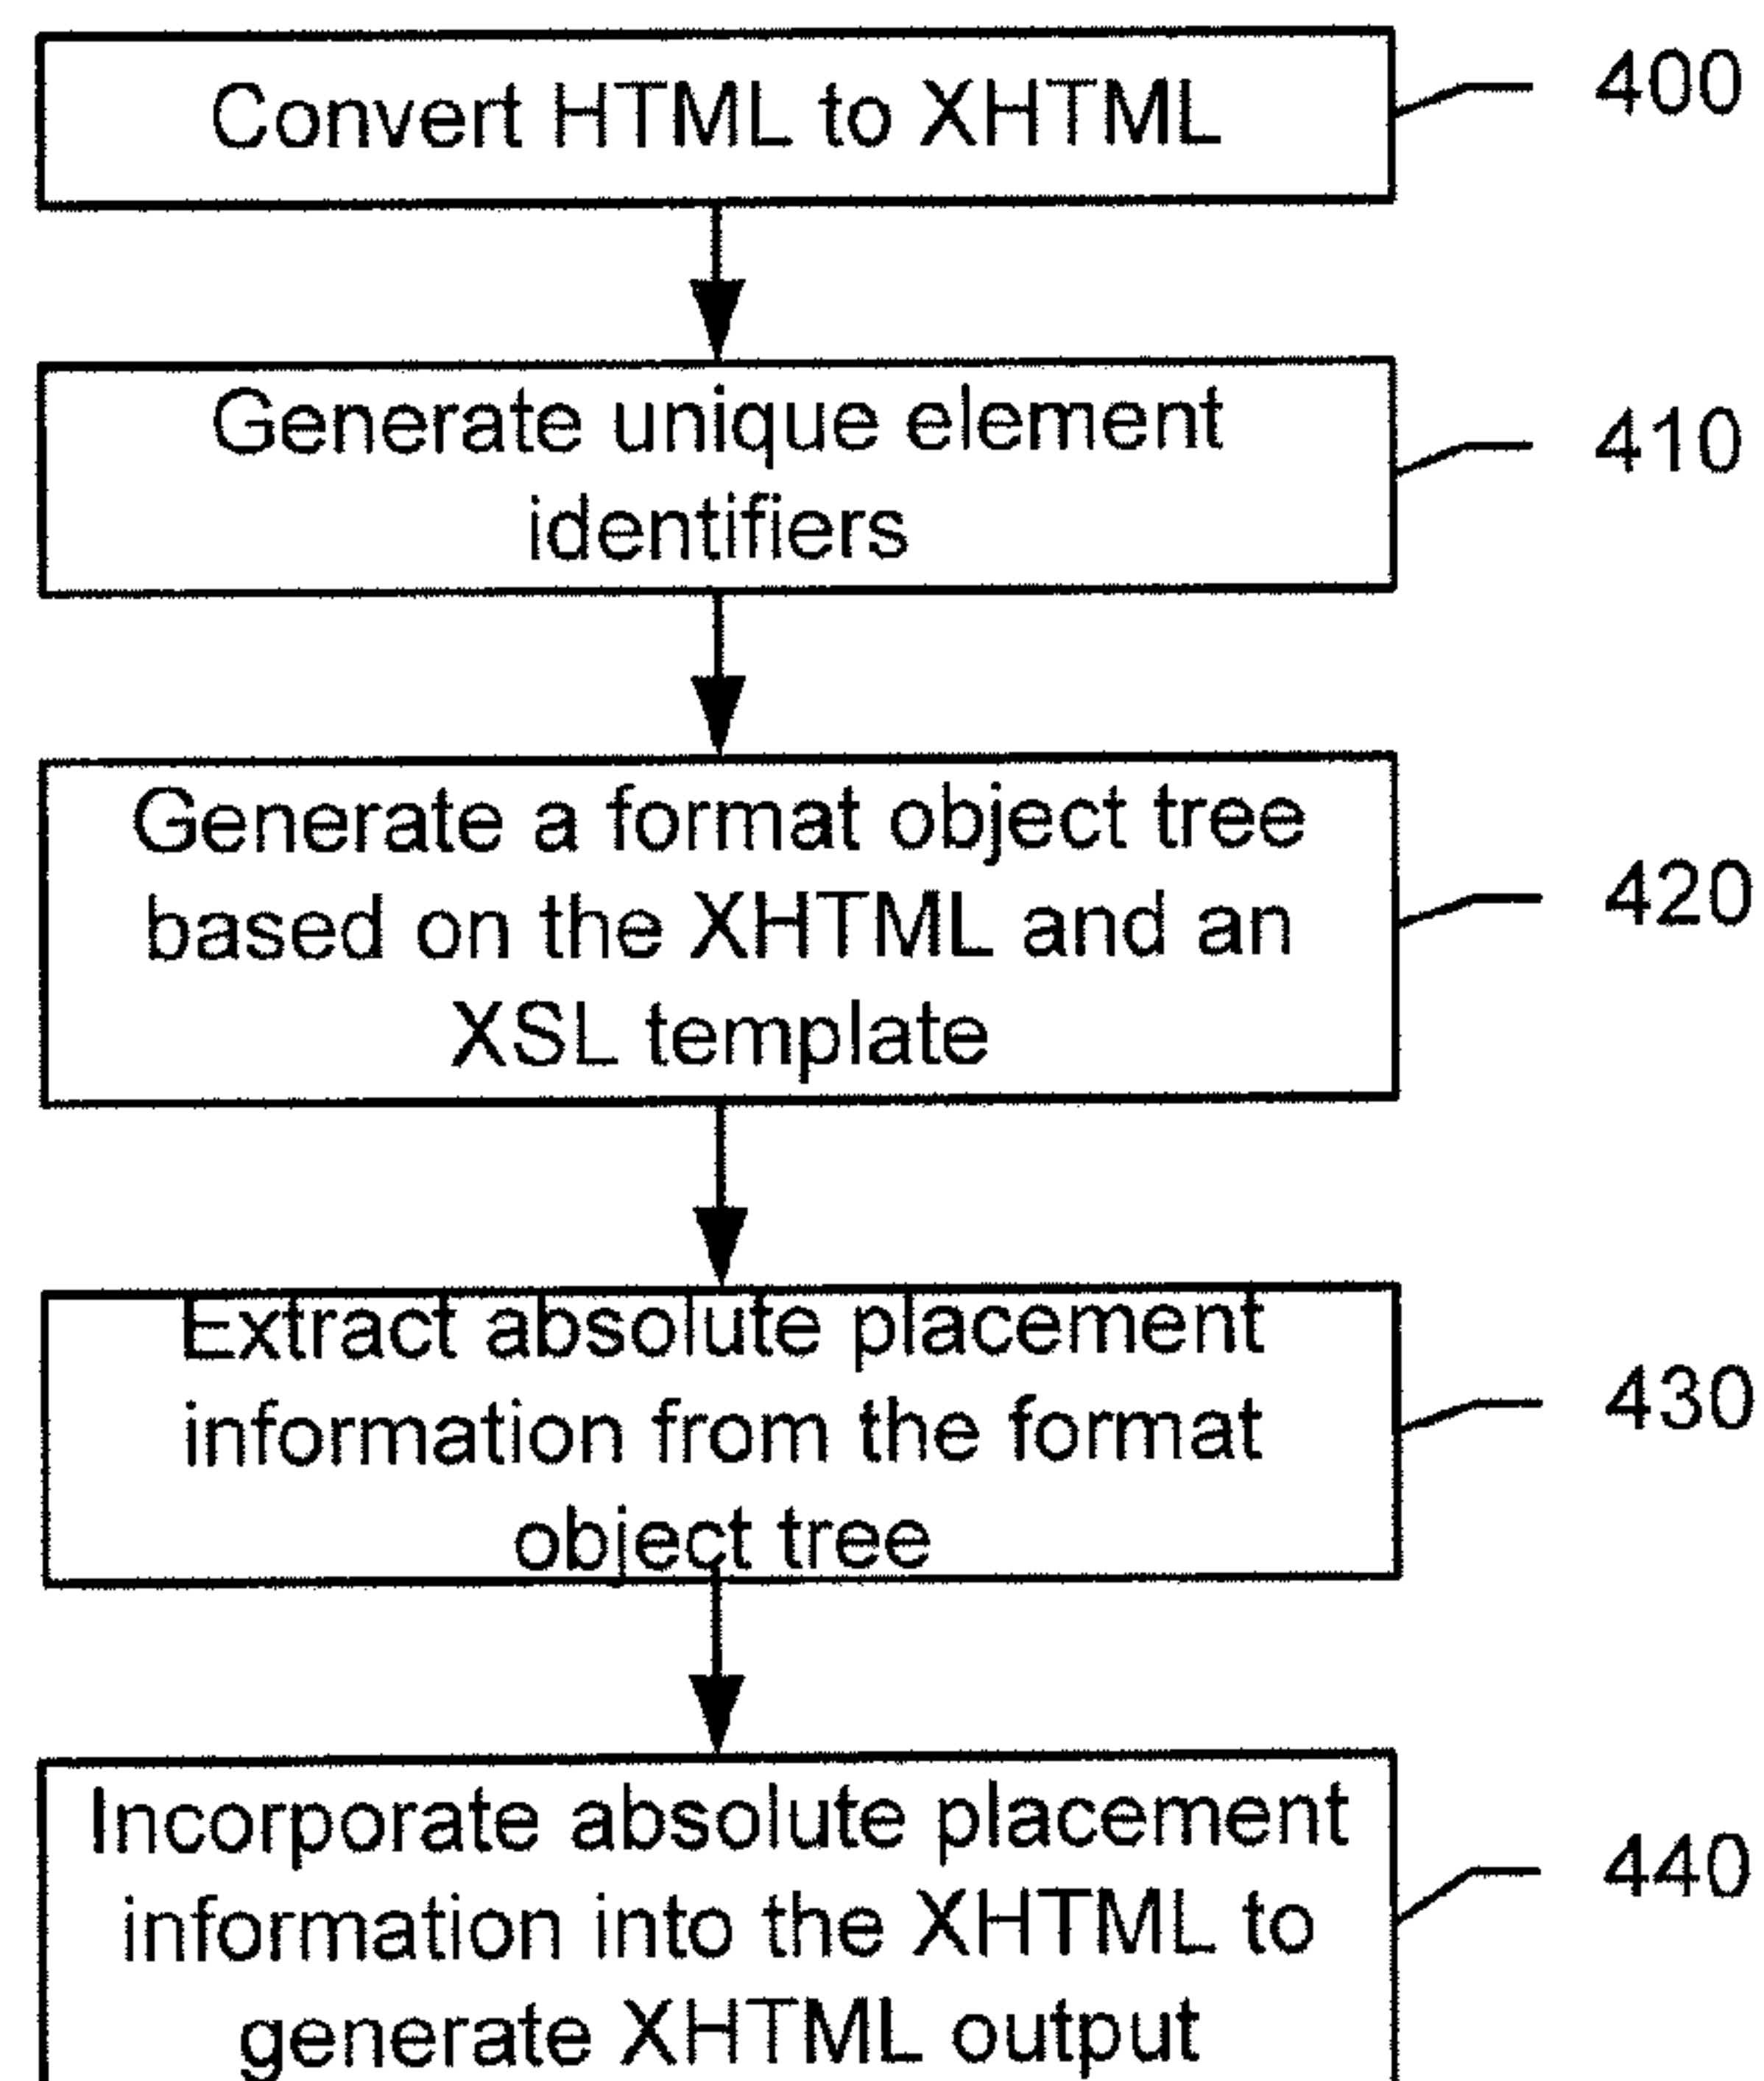 Convert HTML to XHTML
400
Generate unique element
identifiers
410
Generate a format object tree
based on the XHTML and an
XSL template
420
Extract absolute placement
information from the format
object tree
430
Incorporate absolute placement
information into the XHTML to
generate XHTML output
440